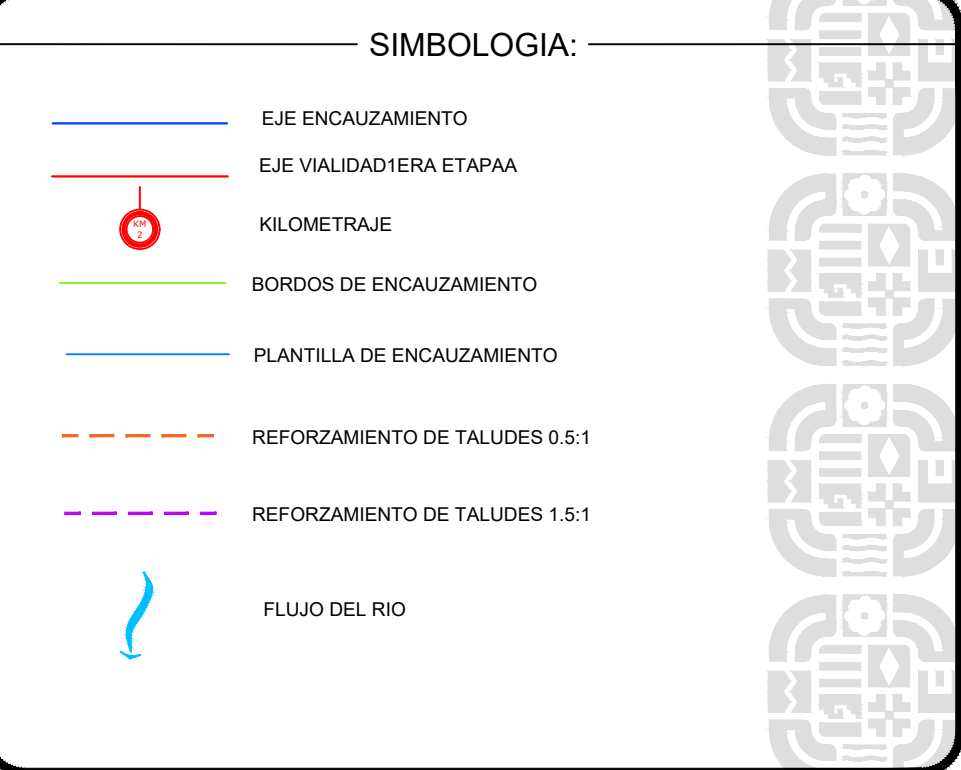 SIMBOLOGIA:
EJE ENCAUZAMIENTO
EJE VIALIDAD1ERA ETAPAA
KM
2
KILOMETRAJE
BORDOS DE ENCAUZAMIENTO
PLANTILLA DE ENCAUZAMIENTO
REFORZAMIENTO DE TALUDES 0.5:1
REFORZAMIENTO DE TALUDES 1.5:1
FLUJO DEL RIO